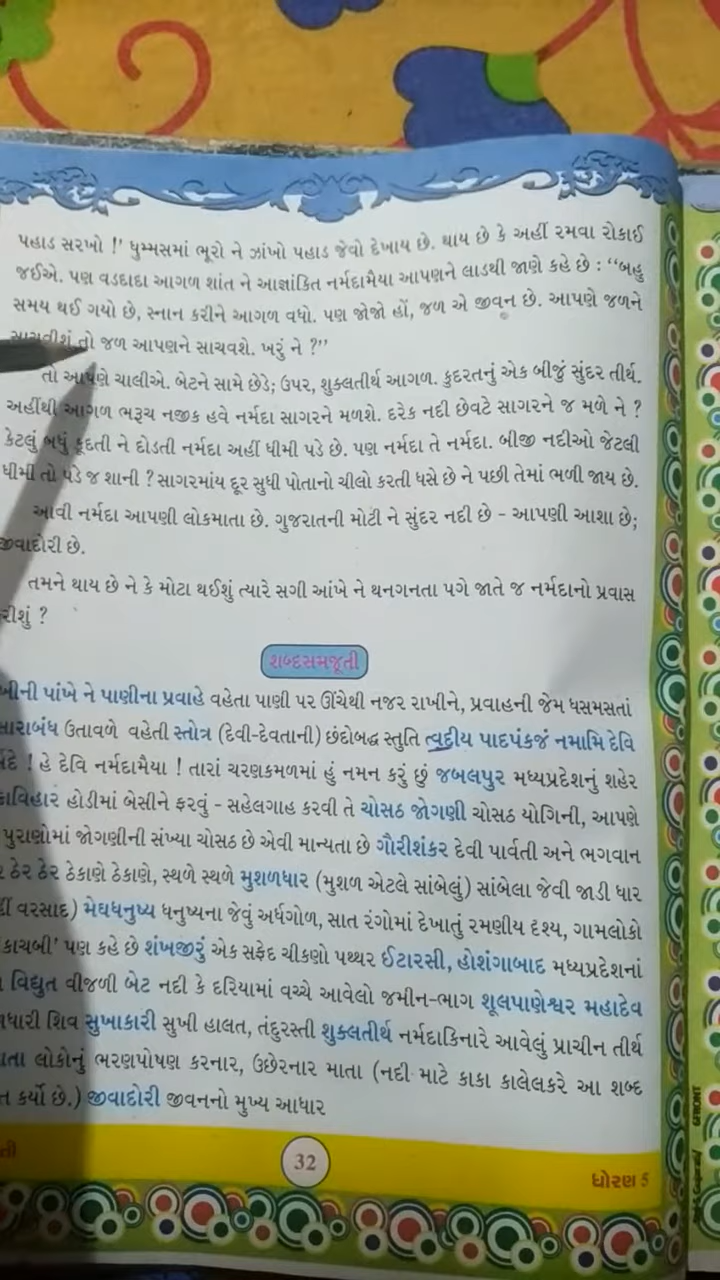 પહાડ સરખો !' ધુમ્મસમાં ભૂરો ને ઝાંખો પહાડ જેવો દેખાય છે. થાય છે કે અહીં રમવા રોકાઈ
જઈએ. પણ વડદાદા આગળ શાંત ને આજ્ઞાંકિત નર્મદામૈયા આપણને લાડથી જાણે કહે છે : “બહુ
સમય થઈ ગયો છે, સ્નાન કરીને આગળ વધો. પણ જોજો હોં, જળ એ જીવન છે. આપણે જળને
સાચવીશું તો જળ આપણને સાચવશે. ખરું ને ?”
તો આપણે ચાલીએ. બેટને સામે છેડે; ઉપર, શુક્લતીર્થ આગળ. કુદરતનું એક બીજું સુંદર તીર્થ.
અહીંથી આગળ ભરૂચ નજીક હવે નર્મદા સાગરને મળશે. દરેક નદી છેવટે સાગરને જ મળે ને ?
કેટલું બધું કૂદતી ને દોડતી નર્મદા અહીં ધીમી પડે છે. પણ નર્મદા તે નર્મદા. બીજી નદીઓ જેટલી
ધીમી તો પડે જ શાની ? સાગરમાંય દૂર સુધી પોતાનો ચીલો કરતી ધસે છે ને પછી તેમાં ભળી જાય છે.
આવી નર્મદા આપણી લોકમાતા છે. ગુજરાતની મોટી ને સુંદર નદી છે – આપણી આશા છે;
જીવાદોરી છે.
તમને થાય છે ને કે મોટા થઈશું ત્યારે સગી આંખે ને થનગનતા પગે જાતે જ નર્મદાનો પ્રવાસ
રીશું ?
શબ્દસમજૂતી
ખીની પાંખે ને પાણીના પ્રવાહે વહેતા પાણી પર ઊંચેથી નજર રાખીને, પ્રવાહની જેમ ધસમસતાં
સારાબંધ ઉતાવળે વહેતી સ્તોત્ર (દેવી-દેવતાની) છંદોબદ્ધ સ્તુતિ ત્વદીય પાદપંકજં નમામિ દેવિ
ર્મદે ! હે દેવિ નર્મદામૈયા ! તારાં ચરણકમળમાં હું નમન કરું છું જબલપુર મધ્યપ્રદેશનું શહેર
કાવિહાર હોડીમાં બેસીને ફરવું - સહેલગાહ કરવી તે ચોસઠ જોગણી ચોસઠ યોગિની, આપણે
પુરાણોમાં જોગણીની સંખ્યા ચોસઠ છે એવી માન્યતા છે ગૌરીશંકર દેવી પાર્વતી અને ભગવાન
ઠેર ઠેર ઠેકાણે ઠેકાણે, સ્થળે સ્થળે મુશળધાર (મુશળ એટલે સાંબેલું) સાંબેલા જેવી જાડી ધાર
વરસાદ) મેઘધનુષ્ય ધનુષ્યના જેવું અર્ધગોળ, સાત રંગોમાં દેખાતું રમણીય દૃશ્ય, ગામલોકો
કાચબી' પણ કહે છે શંખજીરું એક સફેદ ચીકણો પથ્થર ઈટારસી, હોશંગાબાદ મધ્યપ્રદેશનાં
વિદ્યુત વીજળી બેટ નદી કે દરિયામાં વચ્ચે આવેલો જમીન-ભાગ શૂલપાણેશ્વર મહાદેવ
ધારી શિવ સુખાકારી સુખી હાલત, તંદુરસ્તી શુક્લતીર્થ નર્મદાકિનારે આવેલું પ્રાચીન તીર્થ
તા લોકોનું ભરણપોષણ કરનાર, ઉછેરનાર માતા (નદી માટે કાકા કાલેલકરે આ શબ્દ
ત કર્યો છે.) જીવાદોરી જીવનનો મુખ્ય આધાર
તી
32
ધોરણ 5